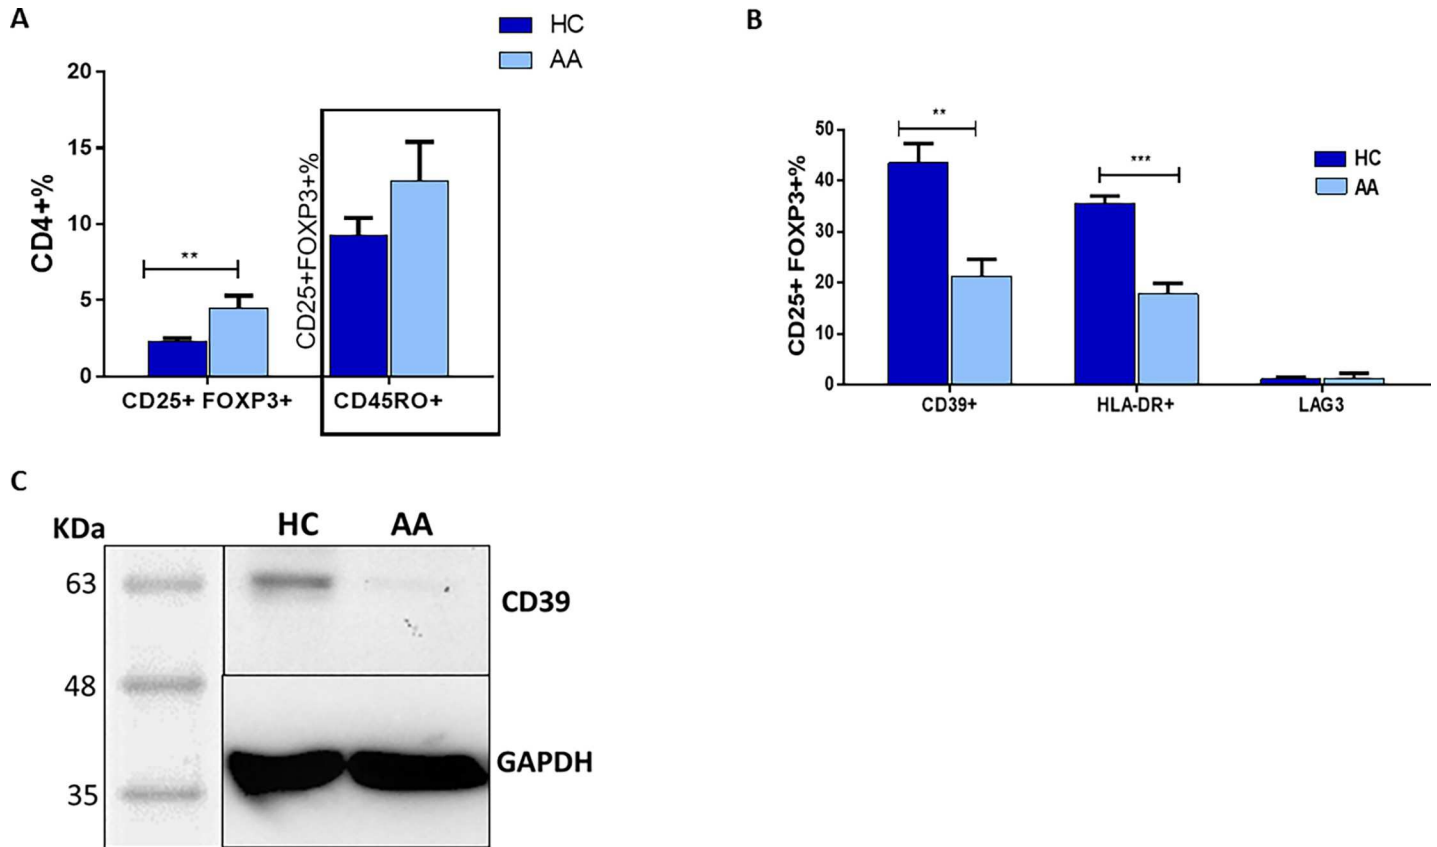 A
HC
AA
20
15
10
5
0
CD4+%
**
CD25+FOXP3+%
CD25+ FOXP3+
CD45RO+
B
50
40
30
20
10
0
CD25+ FOXP3+%
**
***
HC
AA
CD39+
HLA-DR+
LAG3
C
KDa
HC
AA
63
CD39
48
GAPDH
35